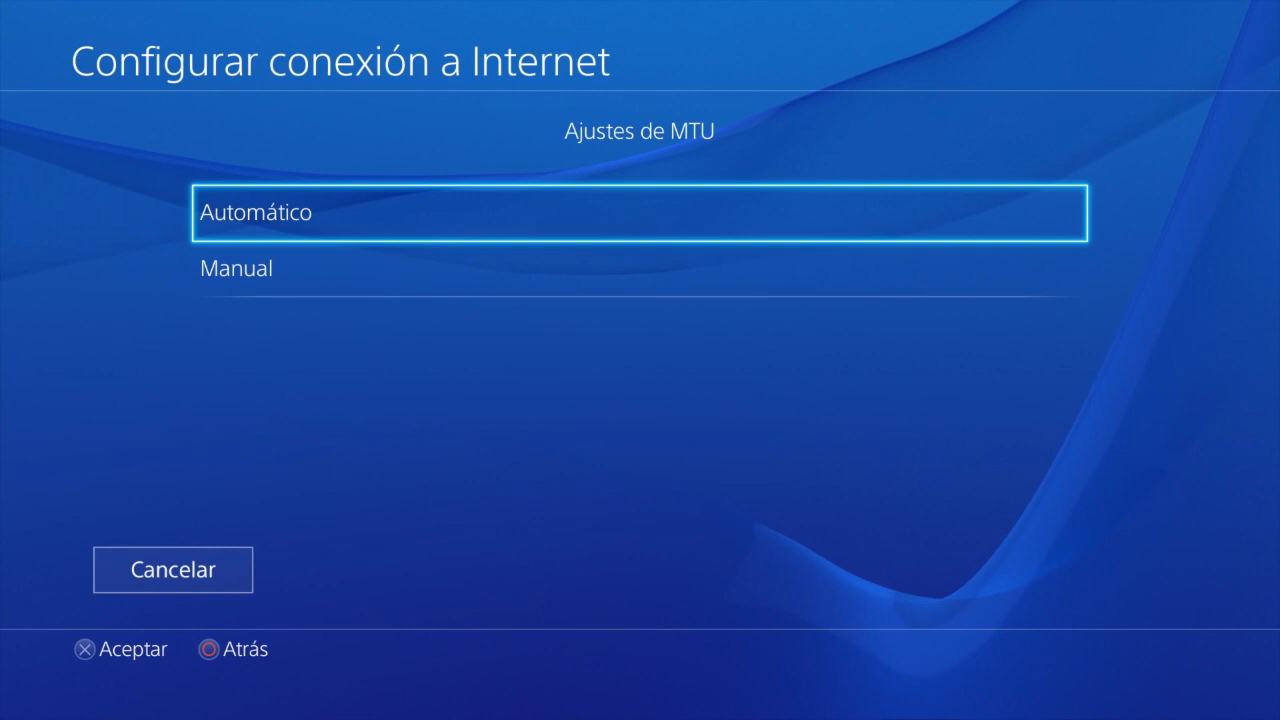 Configurar conexión a Internet
Ajustes de MTU
Automático
Manual
Cancelar
Aceptar Atrás